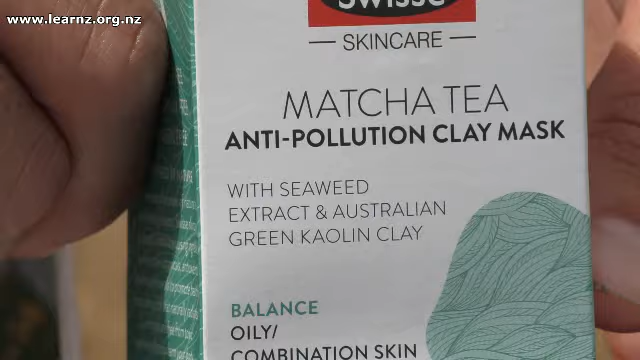 www.learnz.org.nz
Swisse
— SKINCARE —
MATCHA TEA
ANTI-POLLUTION CLAY MASK
WITH SEAWEED
EXTRACT & AUSTRALIAN
GREEN KAOLIN CLAY
BALANCE
OILY/
COMBINATION SKIN